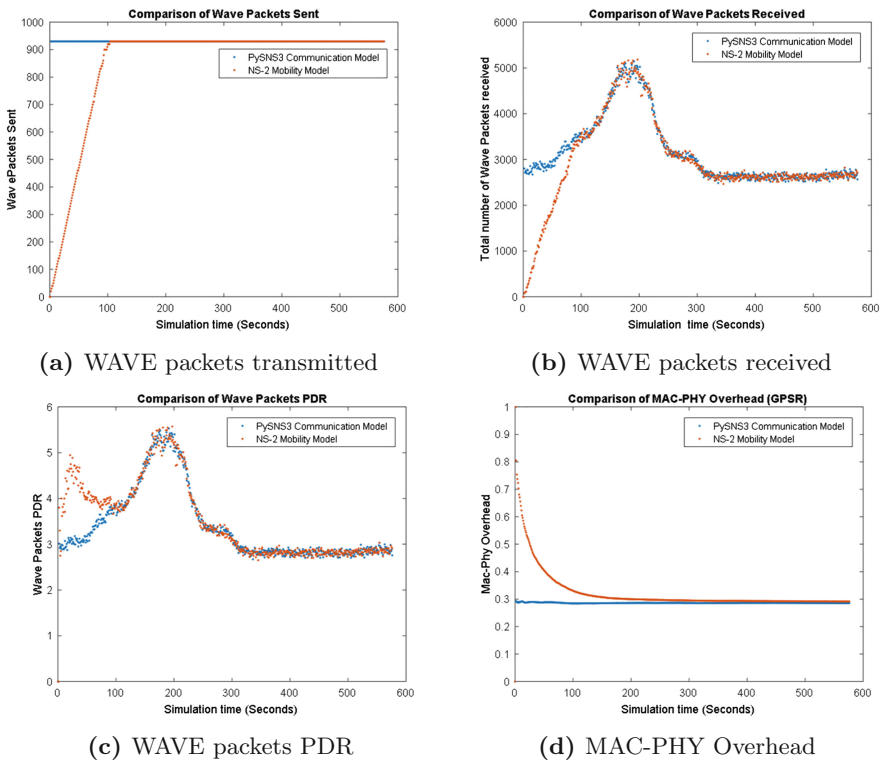 Comparison of Wave Packets Sent
1000
900
800
700
600
500
400
300
200
100
0
Wav ePackets Sent
PySNS3 Communication Model
NS-2 Mobility Model
0 100 200 300 400 500 600
Simulation time (Seconds)
(a) WAVE packets transmitted
Comparison of Wave Packets Received
6000
5000
4000
3000
2000
1000
0
Total number of Wave Packets received
PySNS3 Communication Model
NS-2 Mobility Model
0 100 200 300 400 500 600
Simulation time (Seconds)
(b) WAVE packets received
Comparison of Wave Packets PDR
6
5
4
3
2
1
0
Wave Packets PDR
PySNS3 Communication Model
NS-2 Mobility Model
0 100 200 300 400 500 600
Simulation time (Seconds)
(c) WAVE packets PDR
Comparison of MAC-PHY Overhead (GPSR)
1
0.9
0.8
0.7
0.6
0.5
0.4
0.3
0.2
0.1
0
Mac-Phy Overhead
PySNS3 Communication Model
NS-2 Mobility Model
0 100 200 300 400 500 600
Simulation time (Seconds)
(d) MAC-PHY Overhead